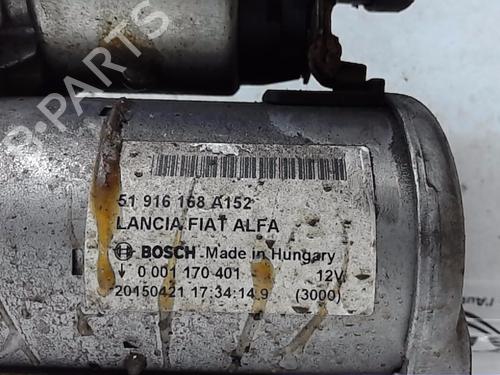 B-PARTS
51 916 168 A152
LANCIA FIAT ALFA
BOSCH Made in Hungary
↓ 0 001 170 401 12V
20150421 17:34:14.9 (3000)